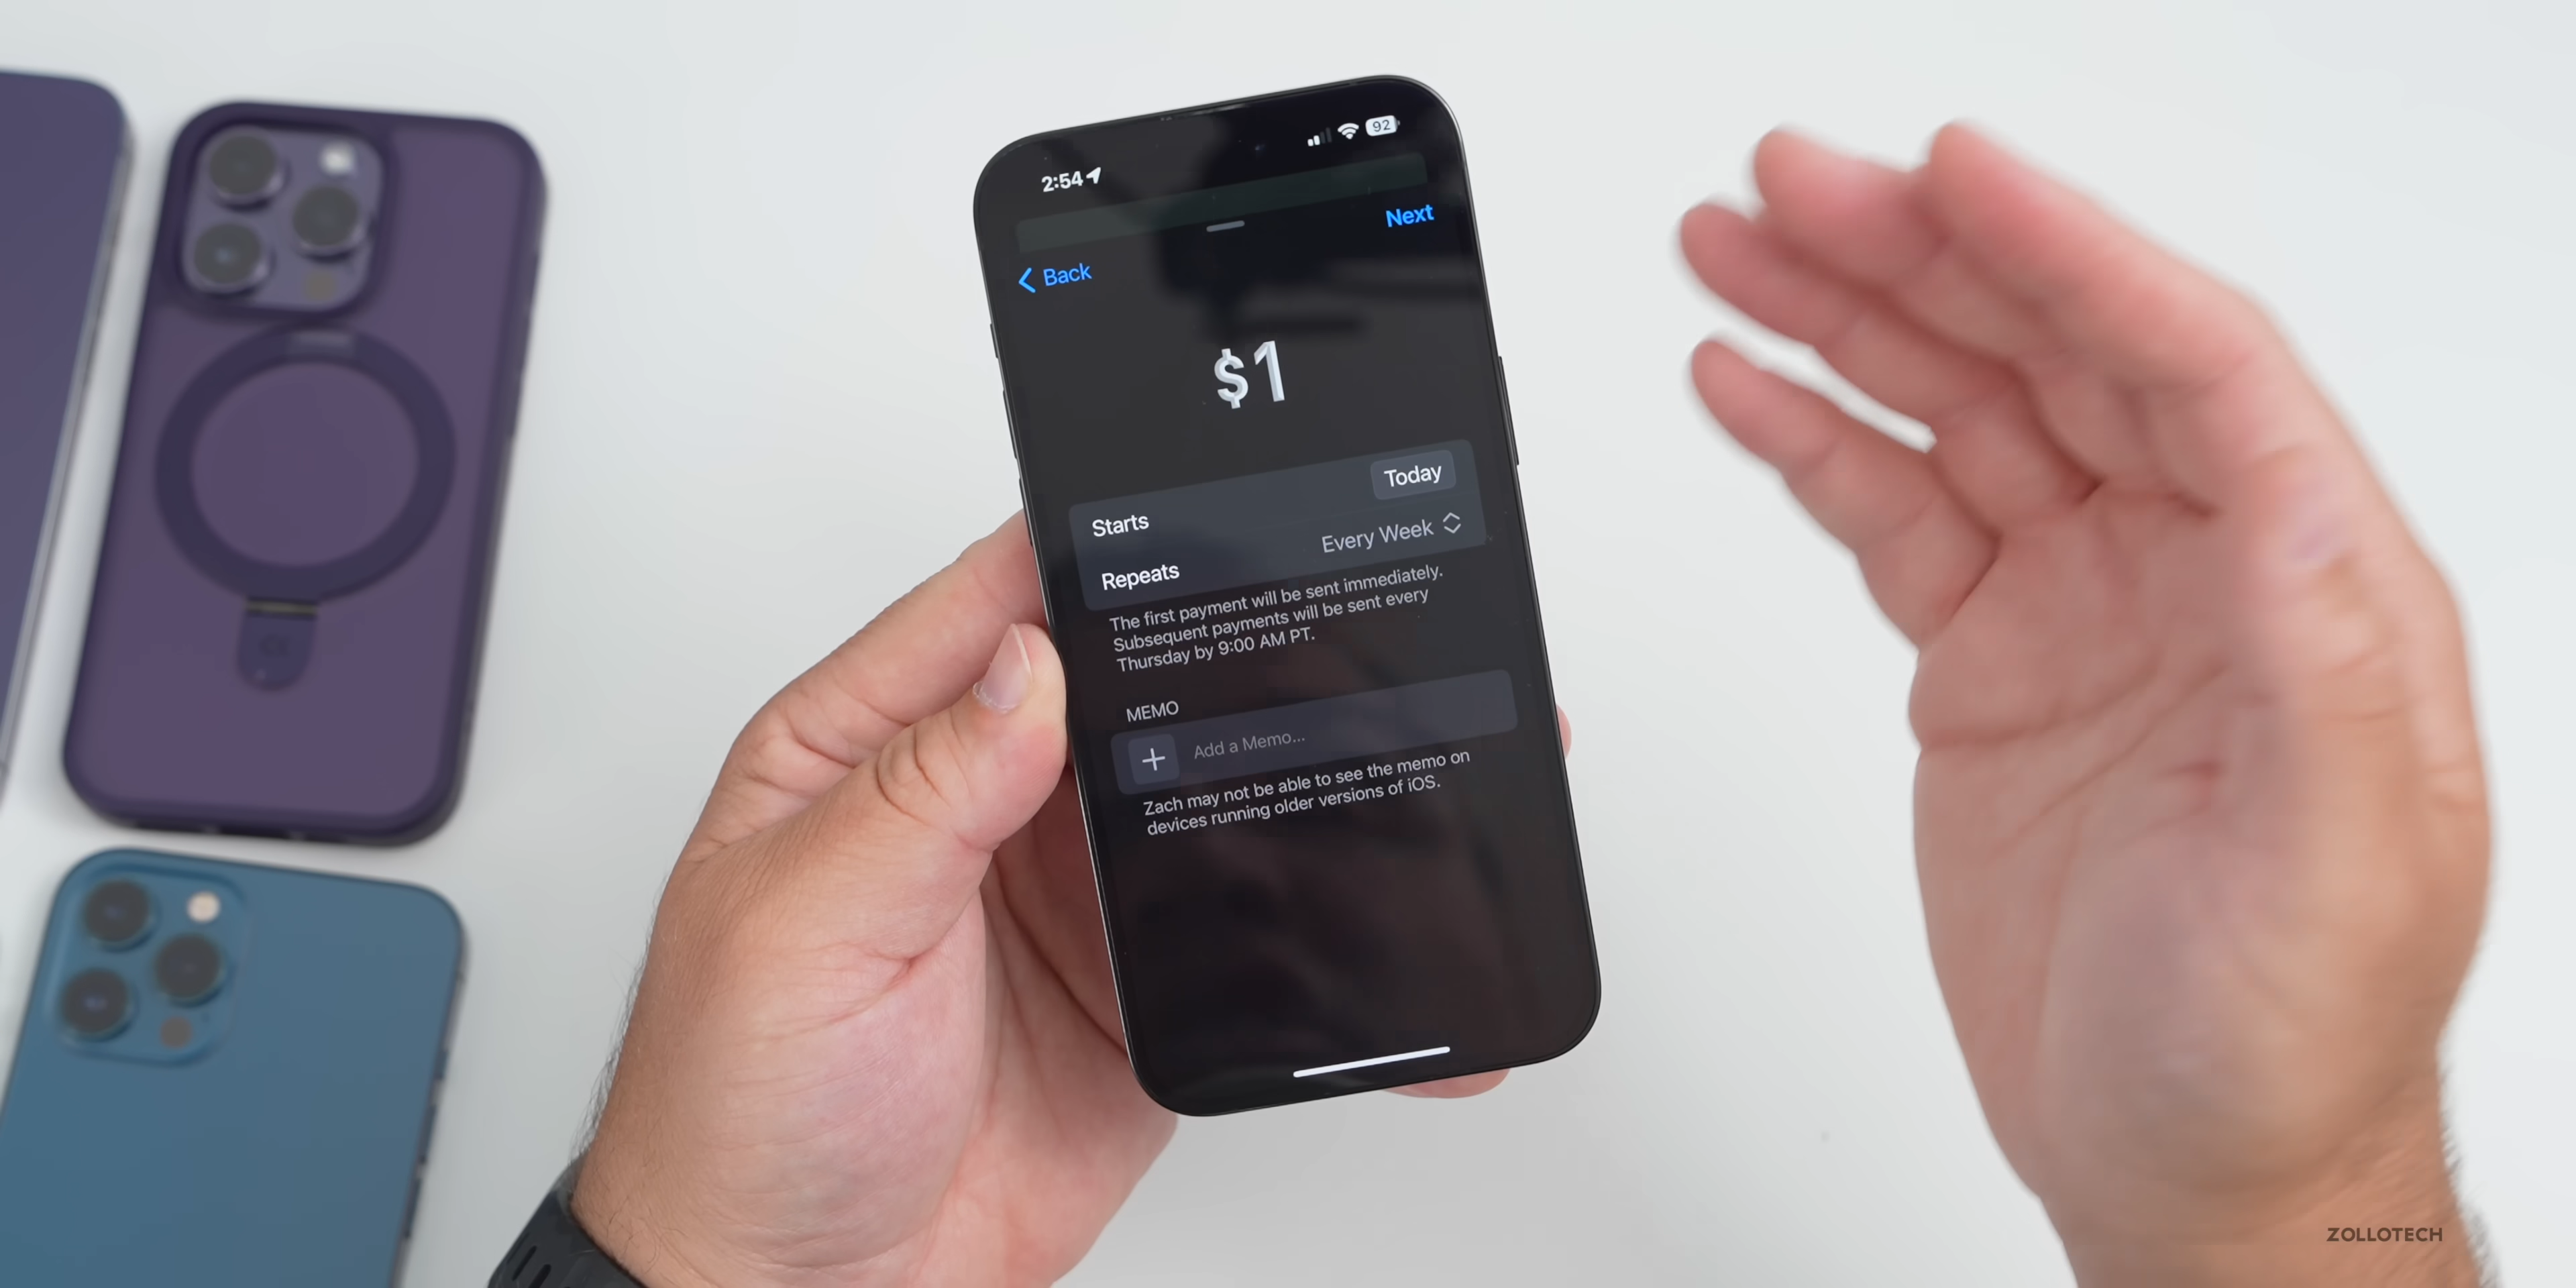 2:54
92
Next
Back
$1
Starts
Today
Repeats
Every Week
The first payment will be sent immediately.
Subsequent payments will be sent every
Thursday by 9:00 AM PT.
MEMO
Add a Memo...
Zach may not be able to see the memo on
devices running older versions of iOS.
ZOLLOTECH